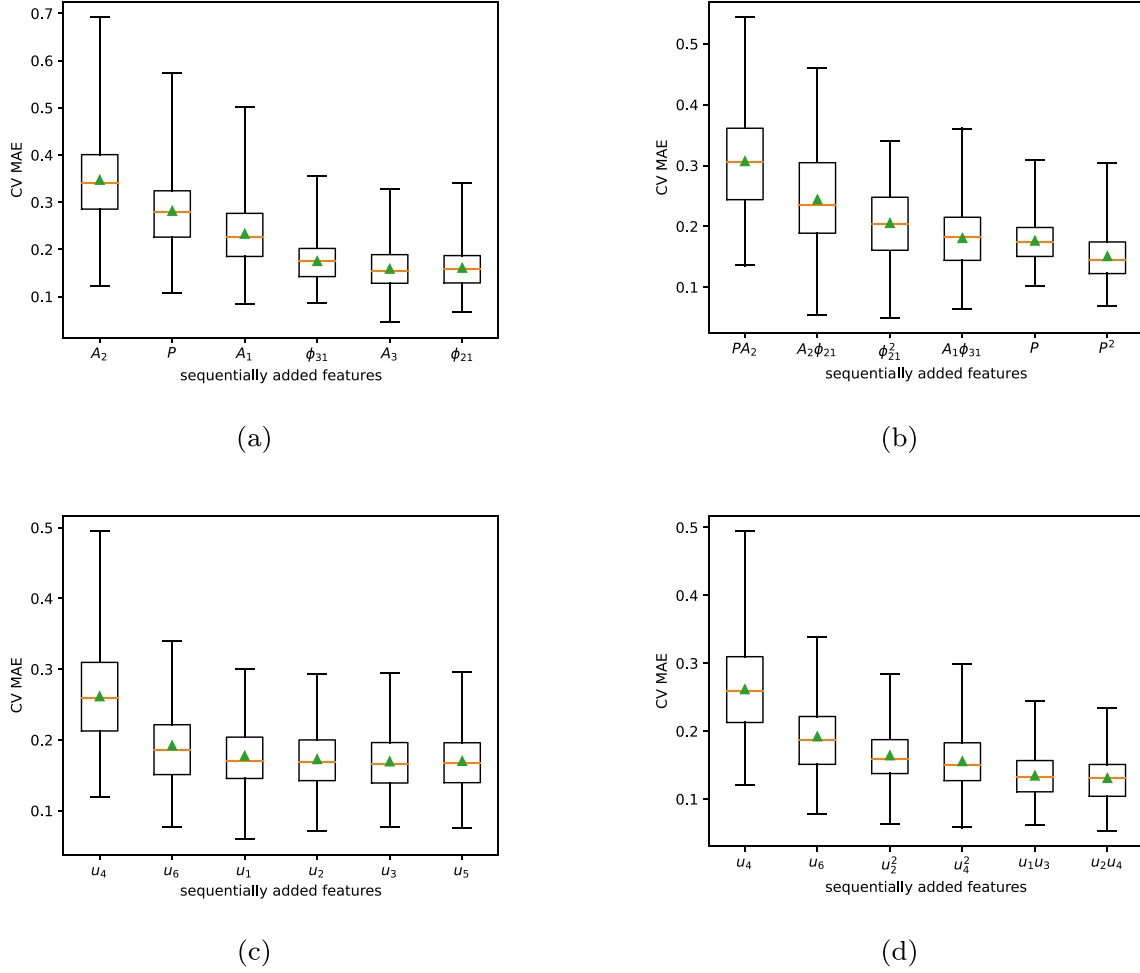 CV MAE
0.7
0.6
0.5
0.4
0.3
0.2
0.1
A₂ P A₁ ϕ₃₁ A₃ ϕ₂₁
sequentially added features
(a)
CV MAE
0.5
0.4
0.3
0.2
0.1
PA₂ A₂ϕ₂₁ ϕ²₂₁ A₁ϕ₃₁ P P²
sequentially added features
(b)
CV MAE
0.5
0.4
0.3
0.2
0.1
u₄ u₆ u₁ u₂ u₃ u₅
sequentially added features
(c)
CV MAE
0.5
0.4
0.3
0.2
0.1
u₄ u₆ u²₂ u²₄ u₁u₃ u₂u₄
sequentially added features
(d)